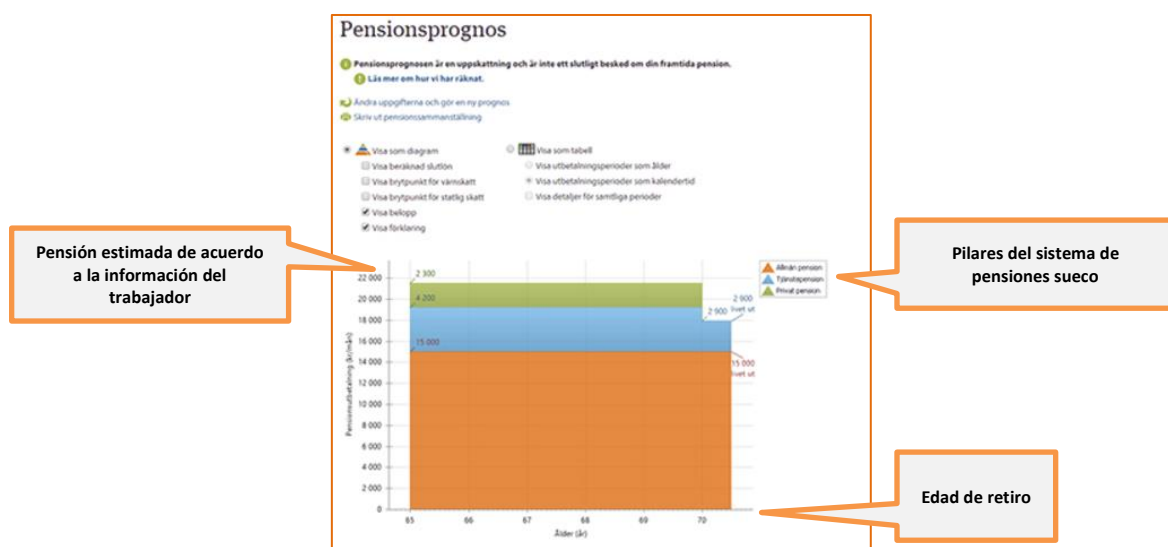 Pensionsprognos
Pensionsprognosen är en uppskattning och är inte ett slutligt besked om din framtida pension.
Läs mer om hur vi har räknat.
Ändra uppgifterna och gör en ny prognos
Skriv ut pensionssammanställning
Visa som diagram
Visa beräknad slutlön
Visa brytpunkt för värnskatt
Visa brytpunkt för statlig skatt
Visa belopp
Visa förklaring
Visa som tabell
Visa utbetalningsperioder som ålder
Visa utbetalningsperioder som kalendertid
Visa detaljer för samtliga perioder
Pensión estimada de acuerdo
a la información del
trabajador
Pilares del sistema de
pensiones sueco
Edad de retiro
Allmän pension
Tjänstepension
Privat pension
Pensionsutbetalning (kr/mån)
22 000
20 000
18 000
16 000
14 000
12 000
10 000
8 000
6 000
4 000
2 000
0
2 300
4 200
15 000
2 900
2 900
livet ut
15 000
livet ut
65
66
67
68
69
70
Ålder (år)